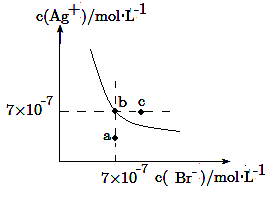 c(Ag⁺)/mol·L⁻¹
b c
7×10⁻⁷
a
7×10⁻⁷ c( Br⁻)/mol·L⁻¹